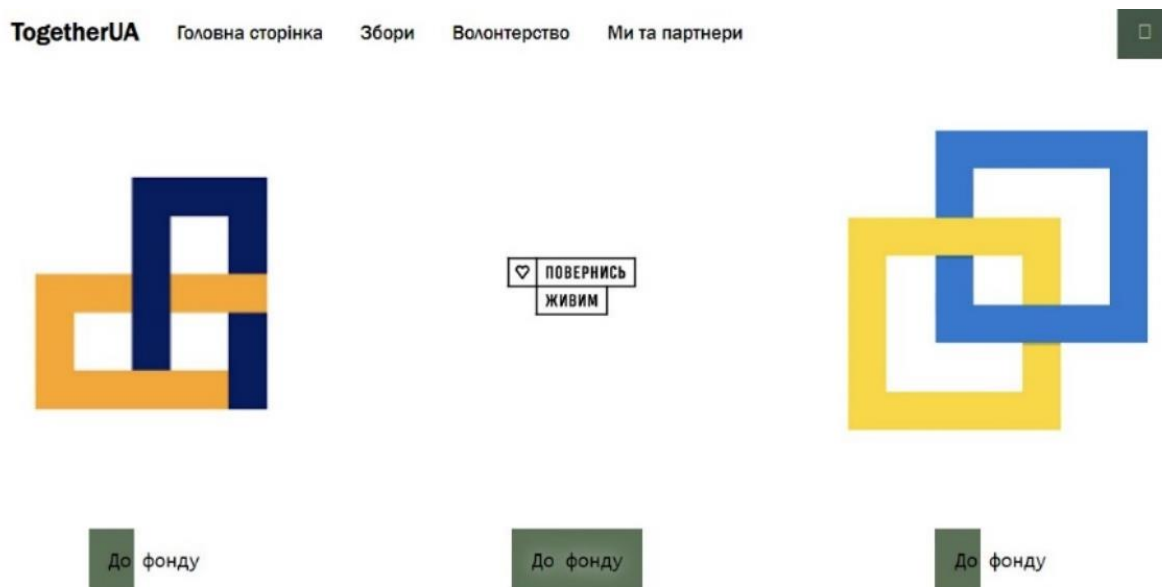 TogetherUA Головна сторінка Збори Волонтерство Ми та партнери
ПОВЕРНИСЬ
ЖИВИМ
До фонду До фонду До фонду